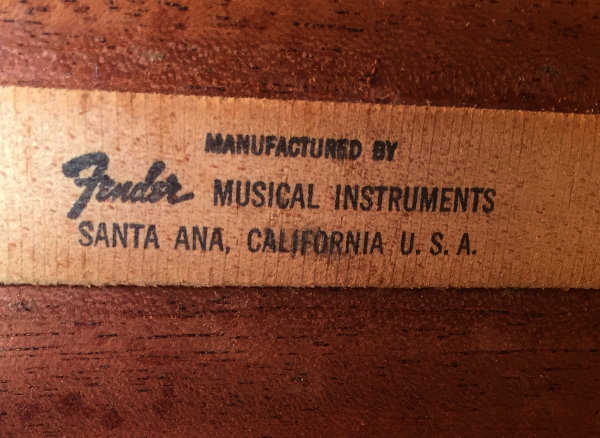 MANUFACTURED BY
Fender MUSICAL INSTRUMENTS
SANTA ANA, CALIFORNIA U. S. A.